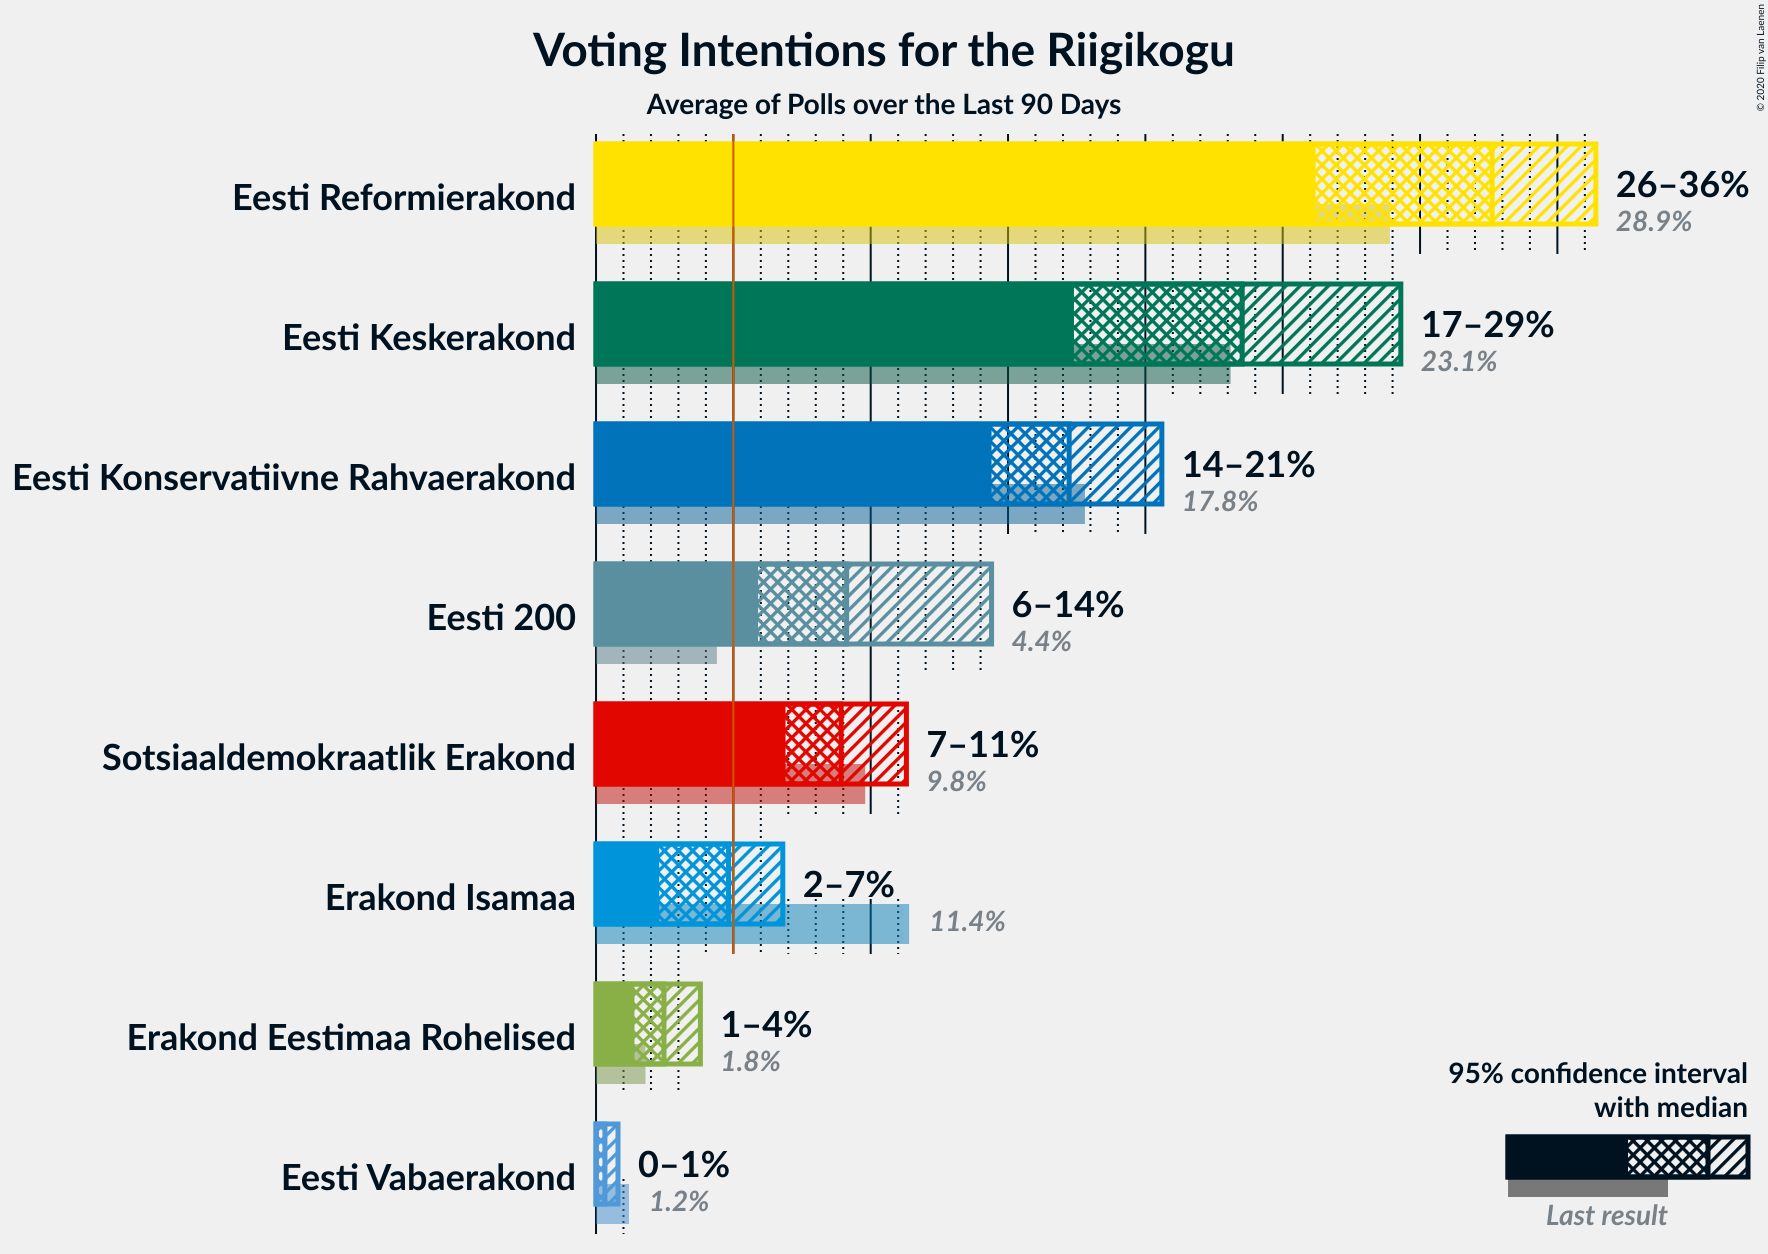 Voting Intentions for the Riigikogu
Average of Polls over the Last 90 Days
© 2020 Filip van Laenen
Eesti Reformierakond
26–36%
28.9%
Eesti Keskerakond
17–29%
23.1%
Eesti Konservatiivne Rahvaerakond
14–21%
17.8%
Eesti 200
6–14%
4.4%
Sotsiaaldemokraatlik Erakond
7–11%
9.8%
Erakond Isamaa
2–7%
11.4%
Erakond Eestimaa Rohelised
1–4%
1.8%
Eesti Vabaerakond
0–1%
1.2%
95% confidence interval
with median
Last result